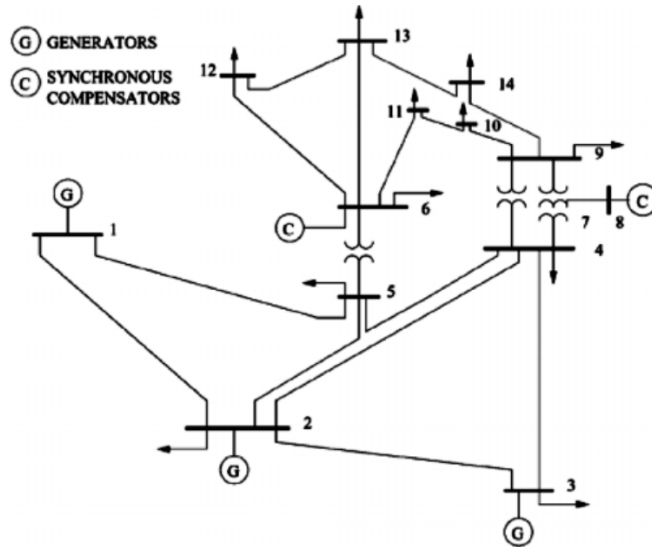 G GENERATORS
C SYNCHRONOUS
COMPENSATORS
13
12
14
11
10
9
G
6
C
7
8
C
1
4
5
2
G
3
G